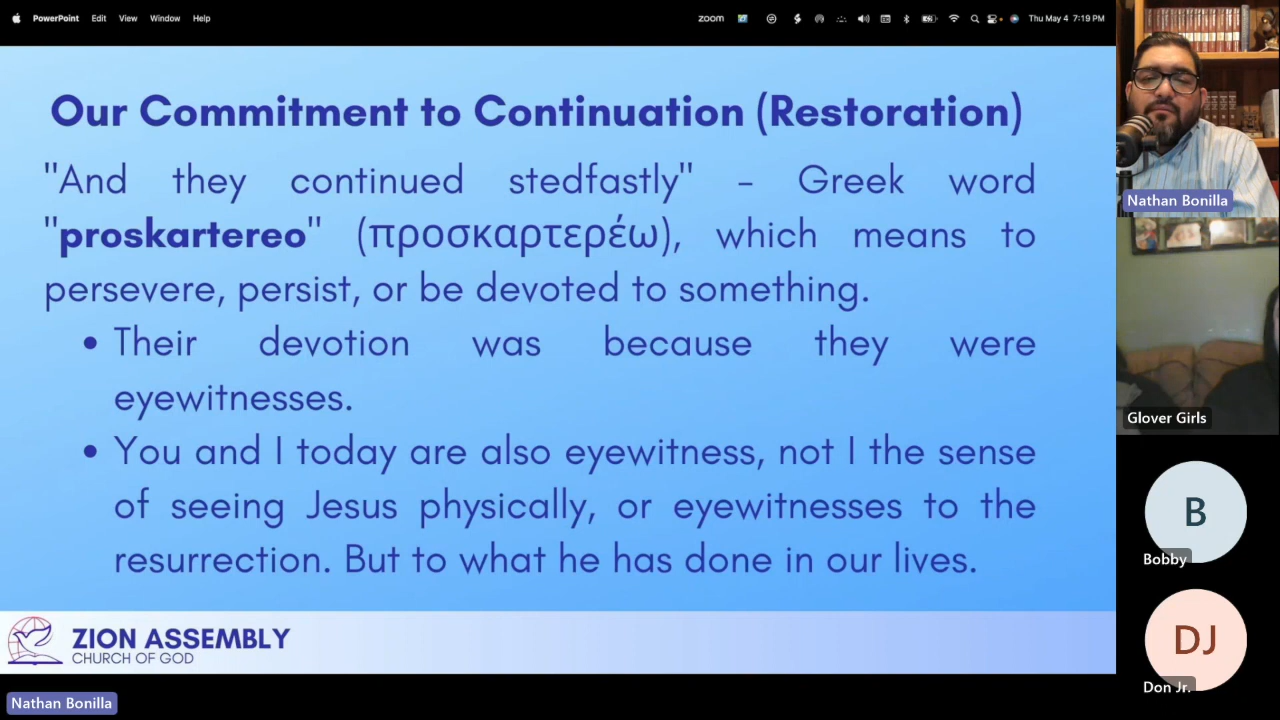 PowerPoint Edit View Window Help
zoom
Thu May 4 7:19 PM
Our Commitment to Continuation (Restoration)
"And they continued stedfastly" - Greek word
"proskartereo" (προσκαρτερέω), which means to
persevere, persist, or be devoted to something.
• Their devotion was because they were
eyewitnesses.
• You and I today are also eyewitness, not I the sense
of seeing Jesus physically, or eyewitnesses to the
resurrection. But to what he has done in our lives.
ZION ASSEMBLY
CHURCH OF GOD
Nathan Bonilla
Nathan Bonilla
Glover Girls
B
Bobby
DJ
Don Jr.